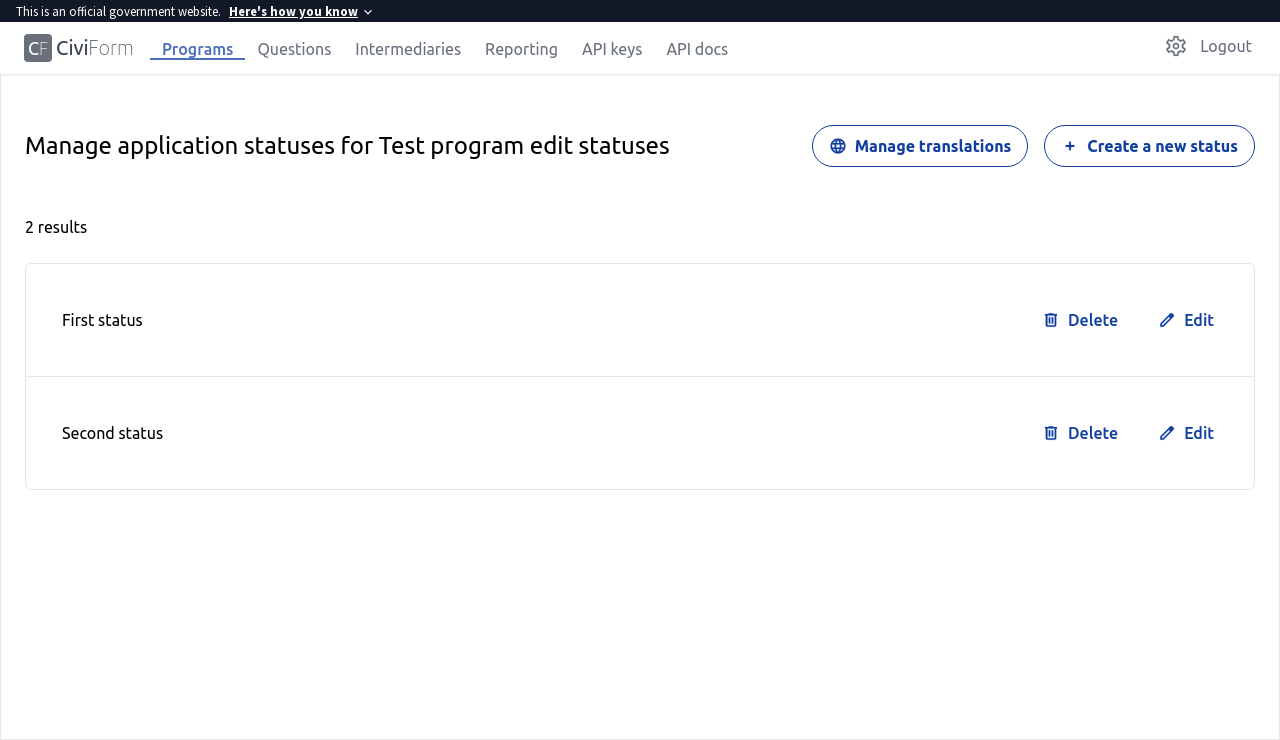 This is an official government website. Here's how you know
CF CiviForm Programs Questions Intermediaries Reporting API keys API docs Logout
Manage application statuses for Test program edit statuses Manage translations + Create a new status
2 results
First status Delete Edit
Second status Delete Edit